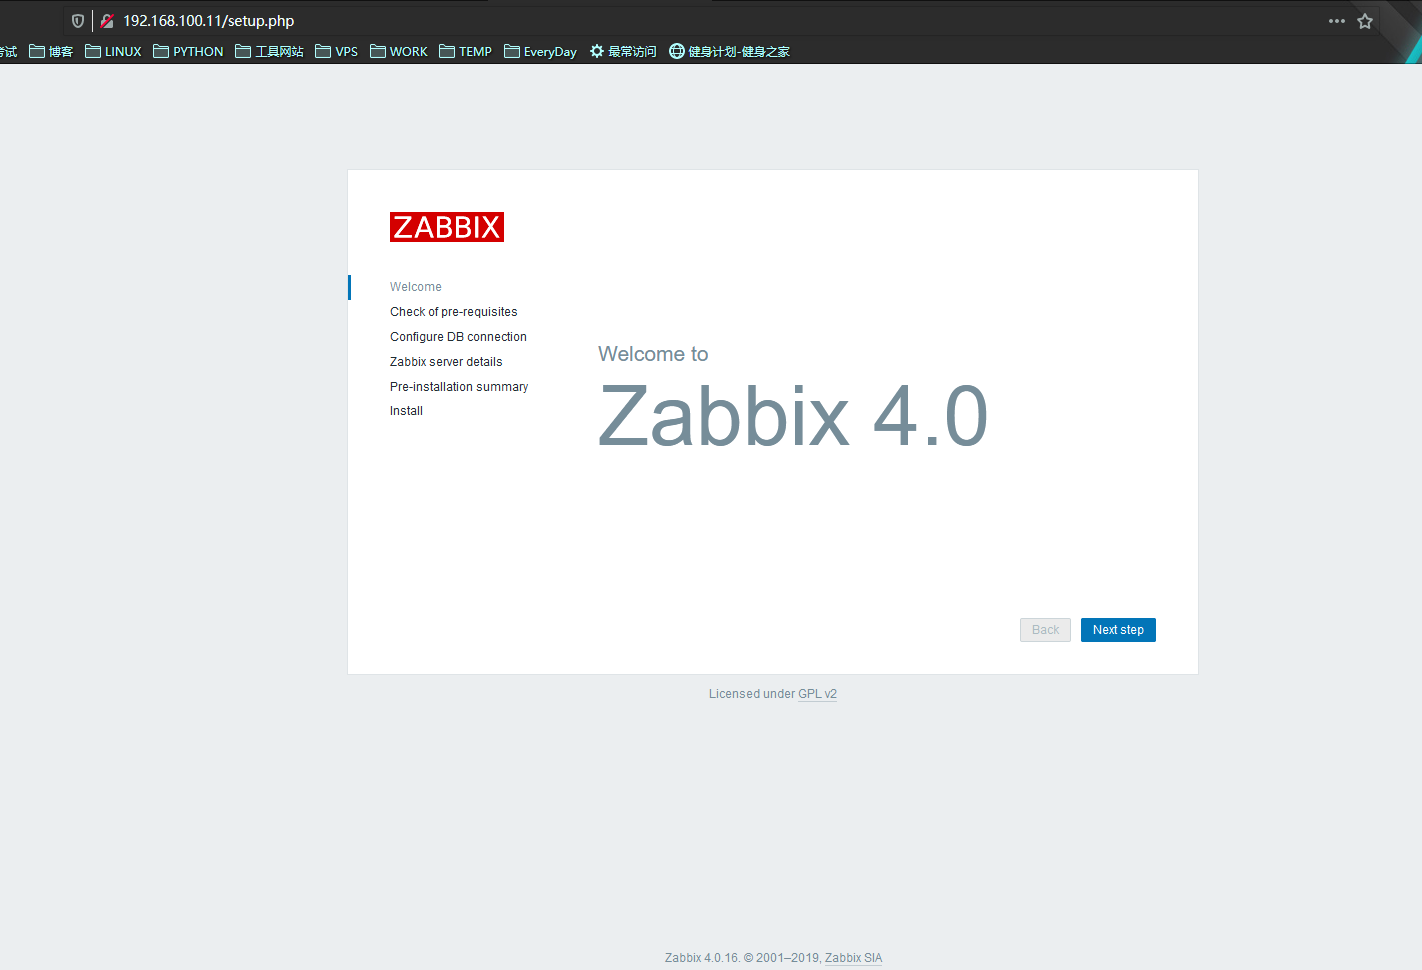 192.168.100.11/setup.php
考试 博客 LINUX PYTHON 工具网站 VPS WORK TEMP EveryDay 最常访问 健身计划-健身之家
ZABBIX
Welcome
Check of pre-requisites
Configure DB connection
Zabbix server details
Pre-installation summary
Install
Welcome to
Zabbix 4.0
Back Next step
Licensed under GPL v2
Zabbix 4.0.16. © 2001–2019, Zabbix SIA